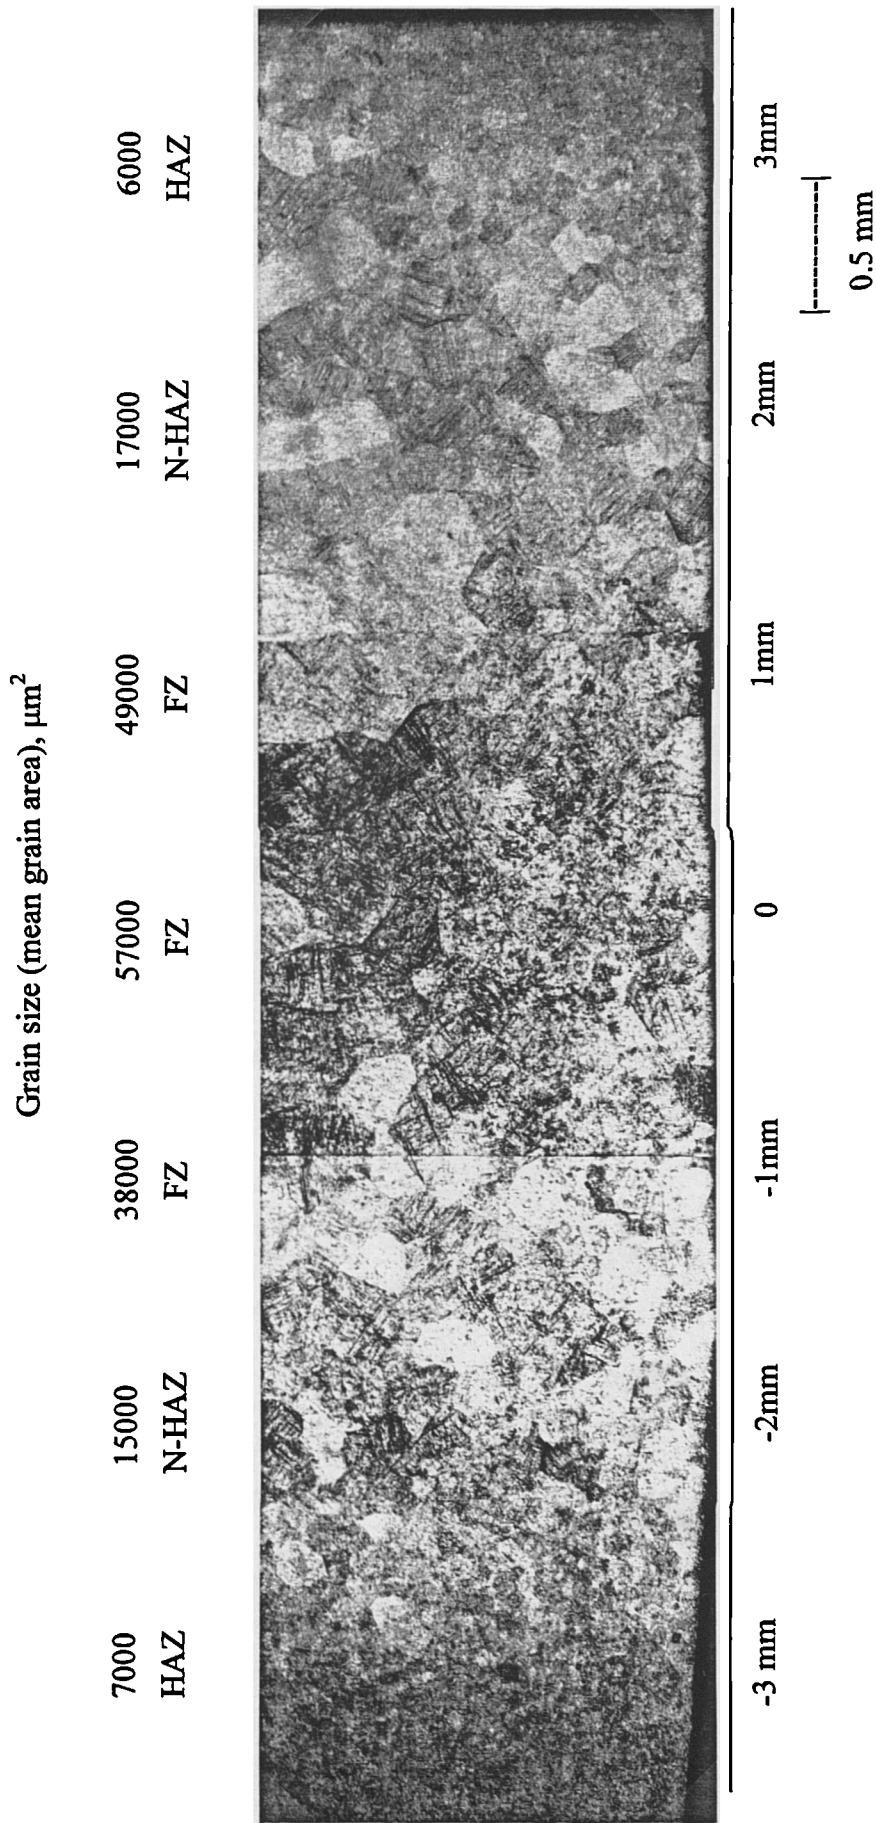 Grain size (mean grain area), μm²
7000 15000 38000 57000 49000 17000 6000
HAZ N-HAZ FZ FZ FZ N-HAZ HAZ
-3 mm -2mm -1mm 0 1mm 2mm 3mm
0.5 mm